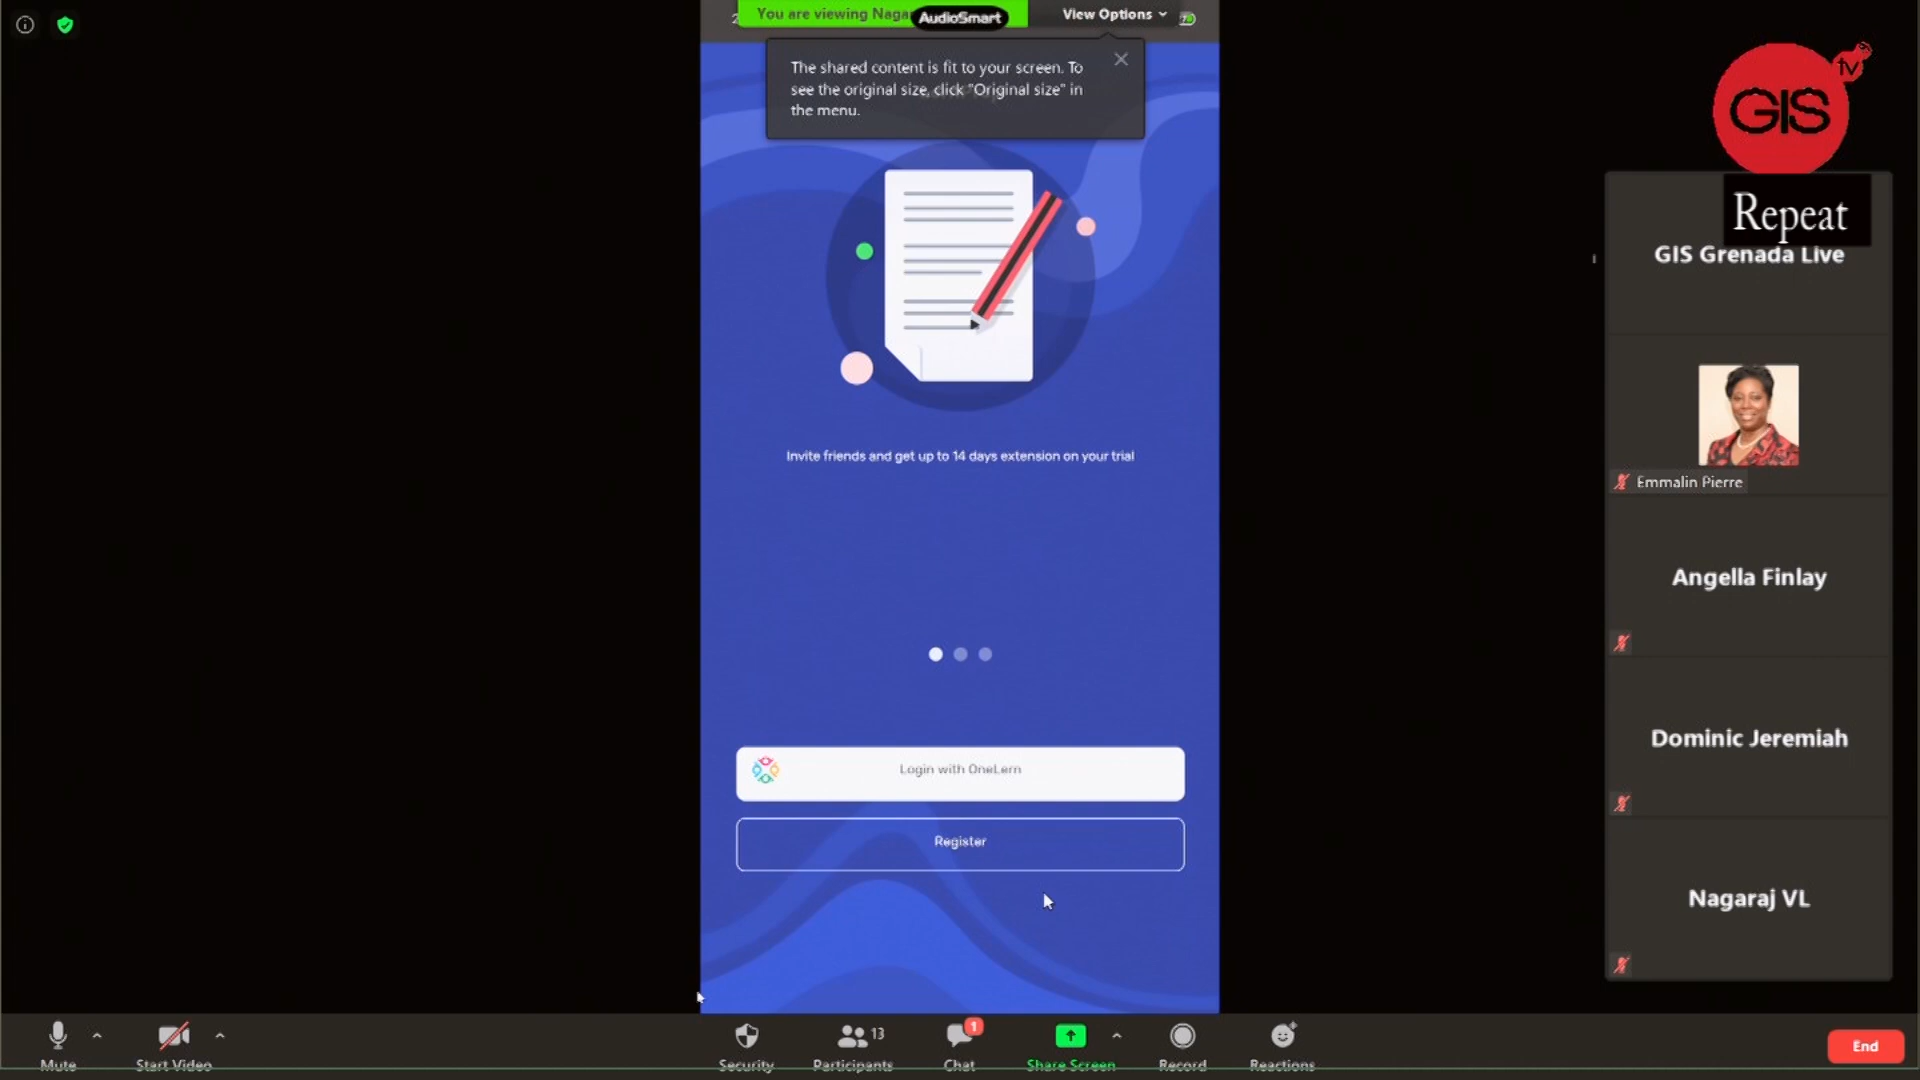 You are viewing Nagar
AudioSmart
View Options
The shared content is fit to your screen. To
see the original size, click "Original size" in
the menu.
tv
GIS
Repeat
GIS Grenada Live
Emmalin Pierre
Invite friends and get up to 14 days extension on your trial
Angella Finlay
Dominic Jeremiah
Login with OneLern
Register
Nagaraj VL
Mute
Start Video
Security
Participants
13
Chat
1
Share Screen
Record
Reactions
End